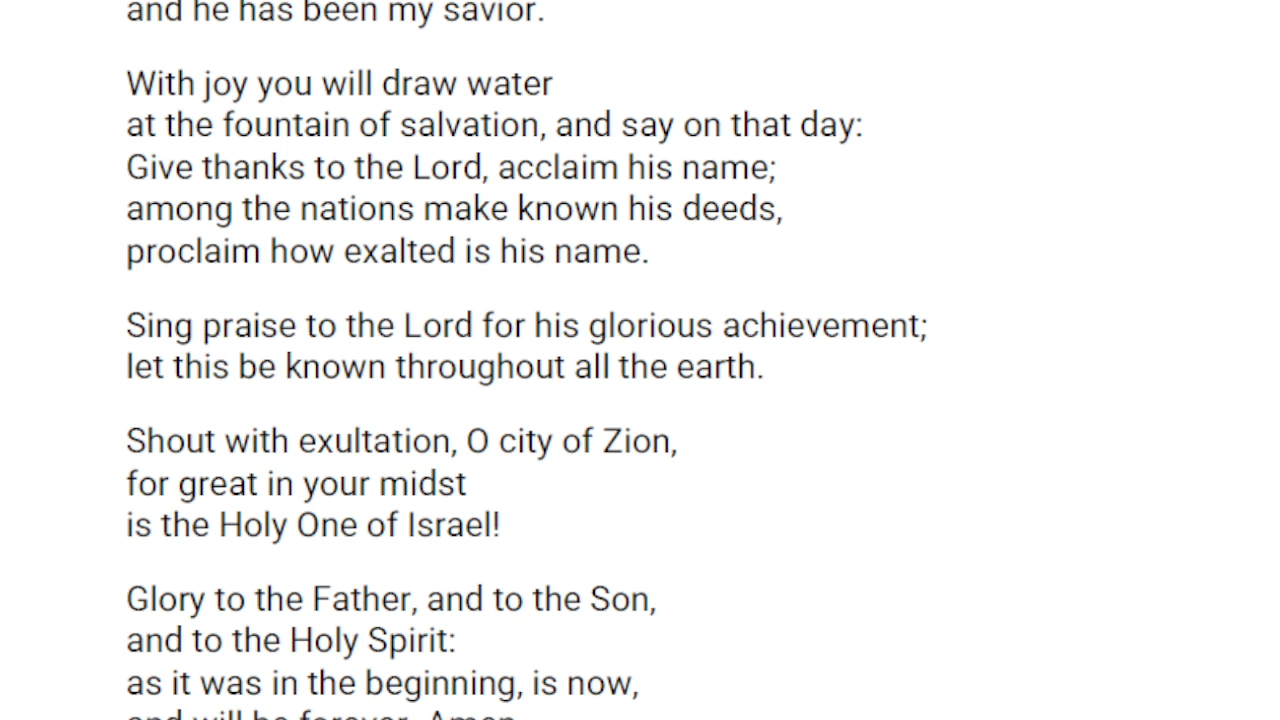 and he has been my savior.
With joy you will draw water
at the fountain of salvation, and say on that day:
Give thanks to the Lord, acclaim his name;
among the nations make known his deeds,
proclaim how exalted is his name.
Sing praise to the Lord for his glorious achievement;
let this be known throughout all the earth.
Shout with exultation, O city of Zion,
for great in your midst
is the Holy One of Israel!
Glory to the Father, and to the Son,
and to the Holy Spirit:
as it was in the beginning, is now,
and will be forever. Amen.